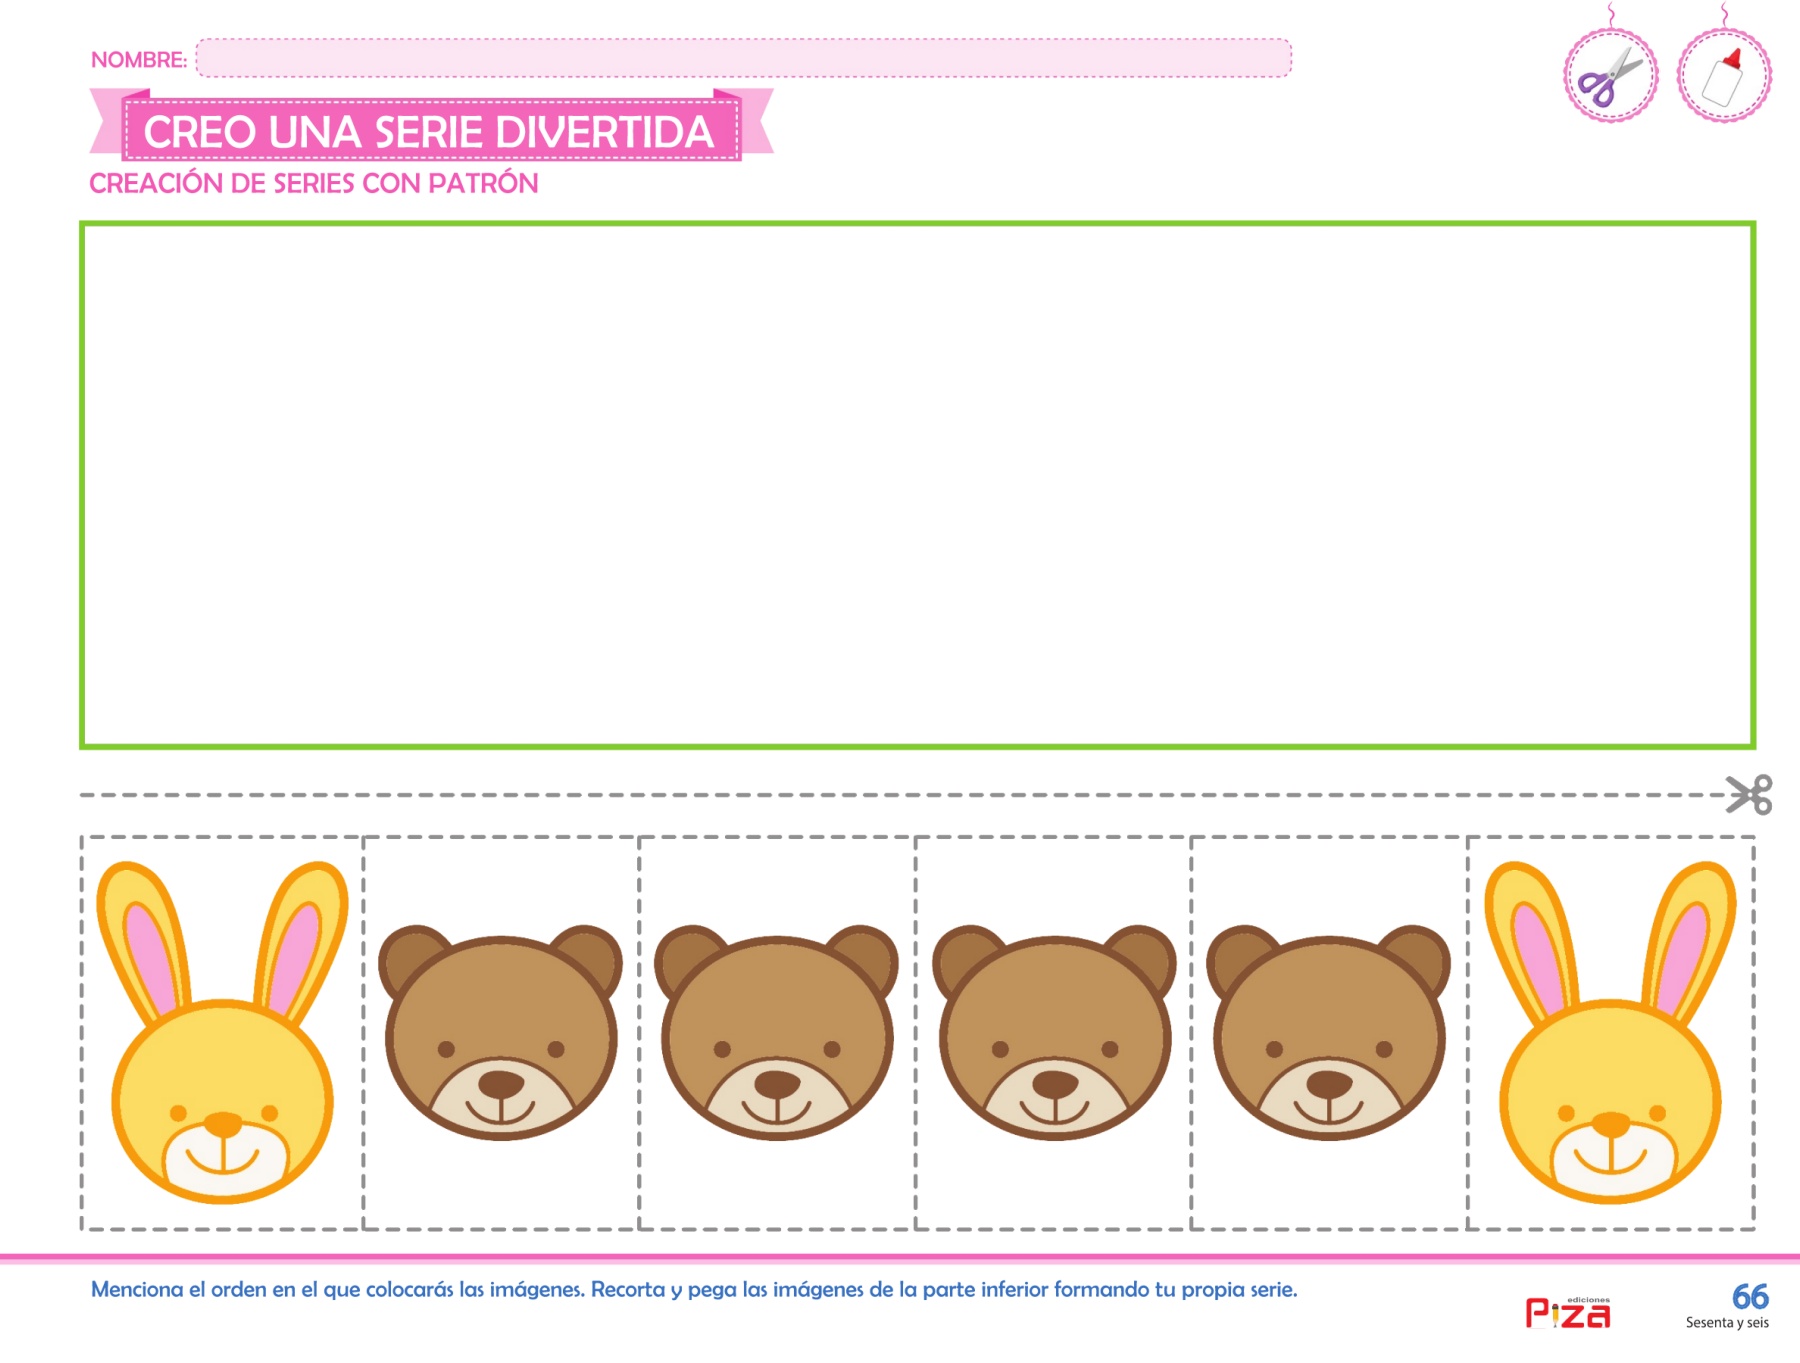 NOMBRE:
CREO UNA SERIE DIVERTIDA
CREACIÓN DE SERIES CON PATRÓN
Menciona el orden en el que colocarás las imágenes. Recorta y pega las imágenes de la parte inferior formando tu propia serie.
ediciones
Piza
66
Sesenta y seis